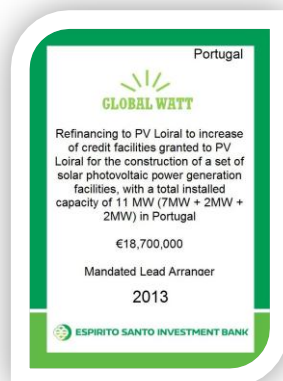 Portugal
GLOBAL WATT
Refinancing to PV Loiral to increase
of credit facilities granted to PV
Loiral for the construction of a set of
solar photovoltaic power generation
facilities, with a total installed
capacity of 11 MW (7MW + 2MW +
2MW) in Portugal
€18,700,000
Mandated Lead Arranger
2013
ESPIRITO SANTO INVESTMENT BANK